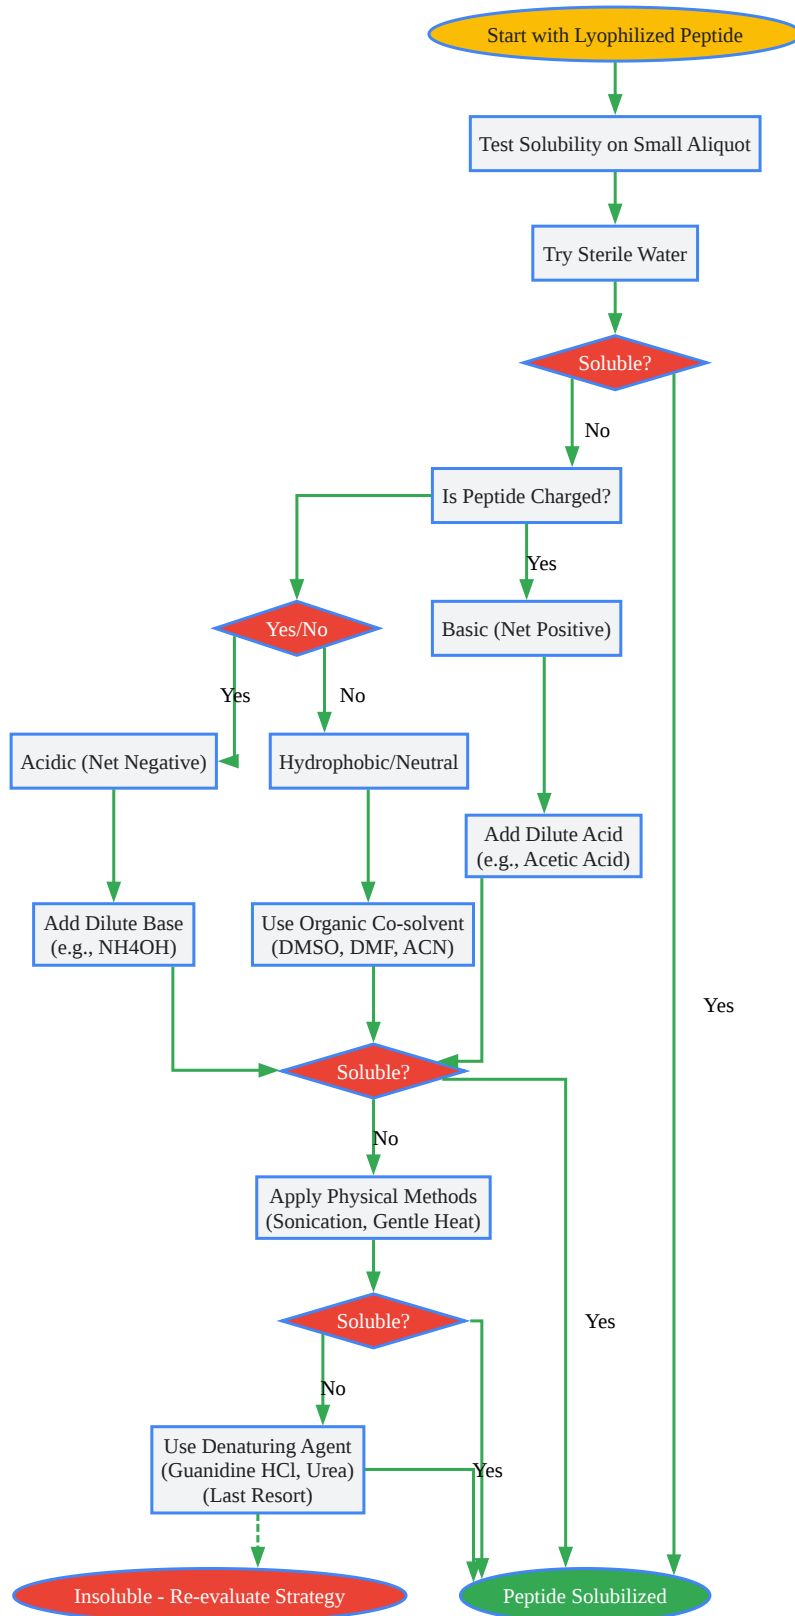 Start with Lyophilized Peptide
Test Solubility on Small Aliquot
Try Sterile Water
Soluble?
No
Is Peptide Charged?
Yes
Yes/No
Basic (Net Positive)
Yes
No
Acidic (Net Negative)
Hydrophobic/Neutral
Add Dilute Acid
(e.g., Acetic Acid)
Add Dilute Base
(e.g., NH4OH)
Use Organic Co-solvent
(DMSO, DMF, ACN)
Yes
Soluble?
No
Apply Physical Methods
(Sonication, Gentle Heat)
Yes
Soluble?
No
Use Denaturing Agent
(Guanidine HCl, Urea)
(Last Resort)
Yes
Insoluble - Re-evaluate Strategy
Peptide Solubilized